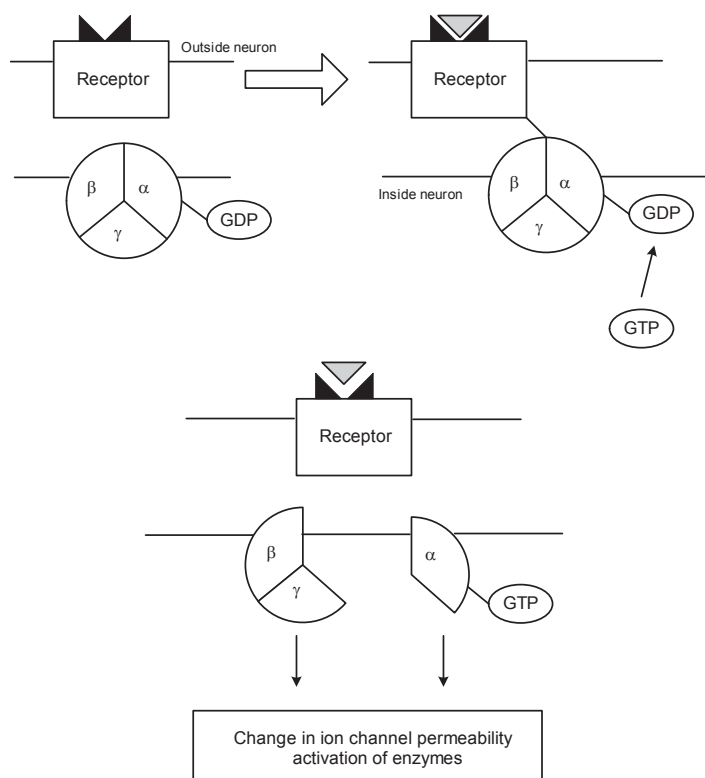 Outside neuron
Receptor
Receptor
β
α
γ
GDP
Inside neuron
β
α
γ
GDP
GTP
Receptor
β
α
γ
GTP
Change in ion channel permeability
activation of enzymes